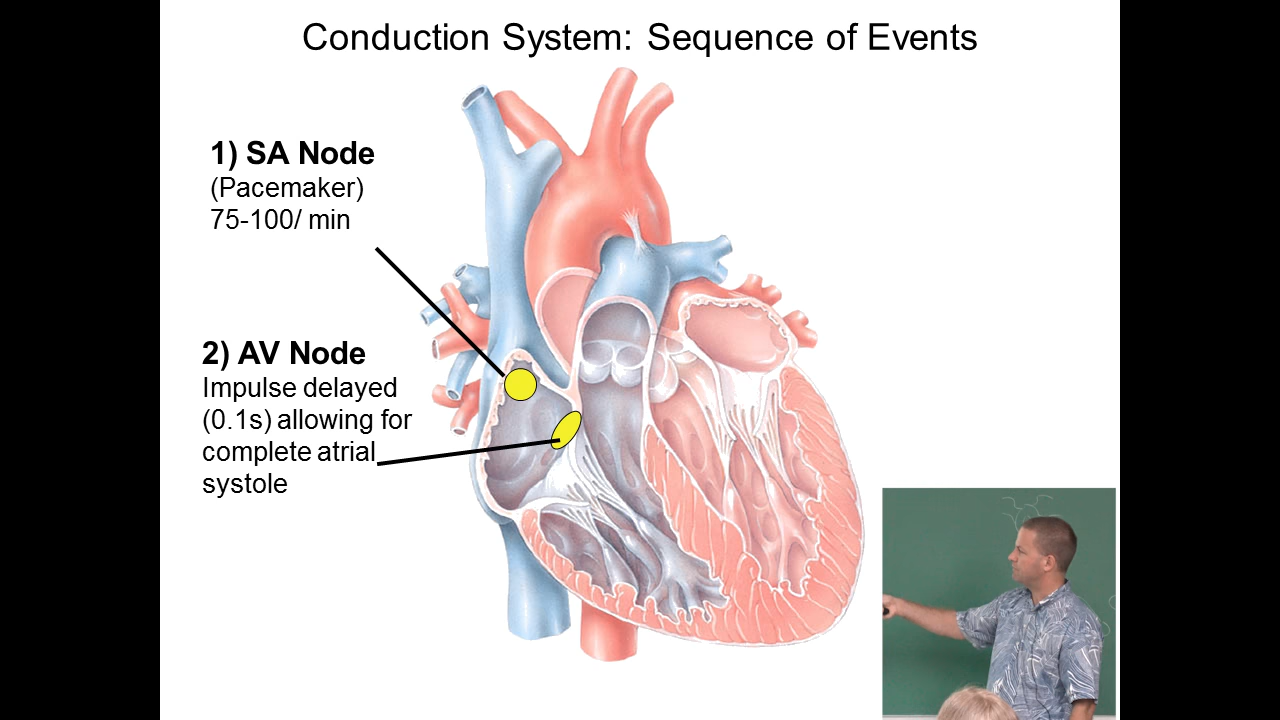 Conduction System: Sequence of Events
1) SA Node
(Pacemaker)
75-100/ min
2) AV Node
Impulse delayed
(0.1s) allowing for
complete atrial
systole